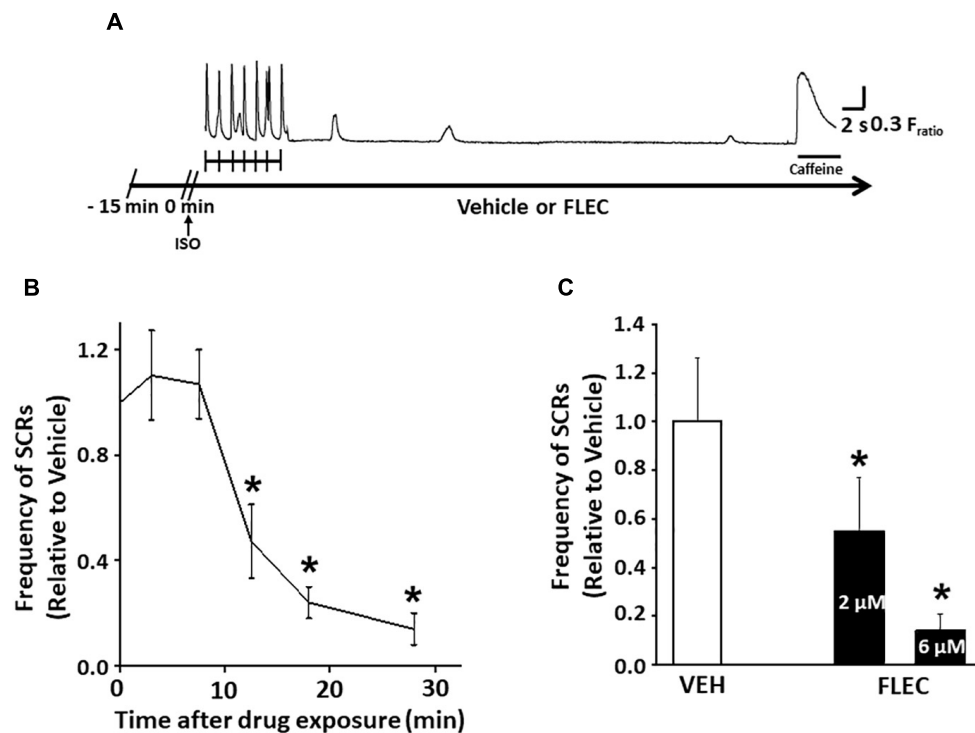 A
2 s 0.3 Fratio
Caffeine
- 15 min 0 min
Vehicle or FLEC
ISO
B
Frequency of SCRs
(Relative to Vehicle)
1.2
0.8
0.4
0.0
*
*
*
0
10
20
30
Time after drug exposure (min)
C
Frequency of SCRs
(Relative to Vehicle)
1.4
1.2
1.0
0.8
0.6
0.4
0.2
0.0
*
*
2 μM
6 μM
VEH
FLEC